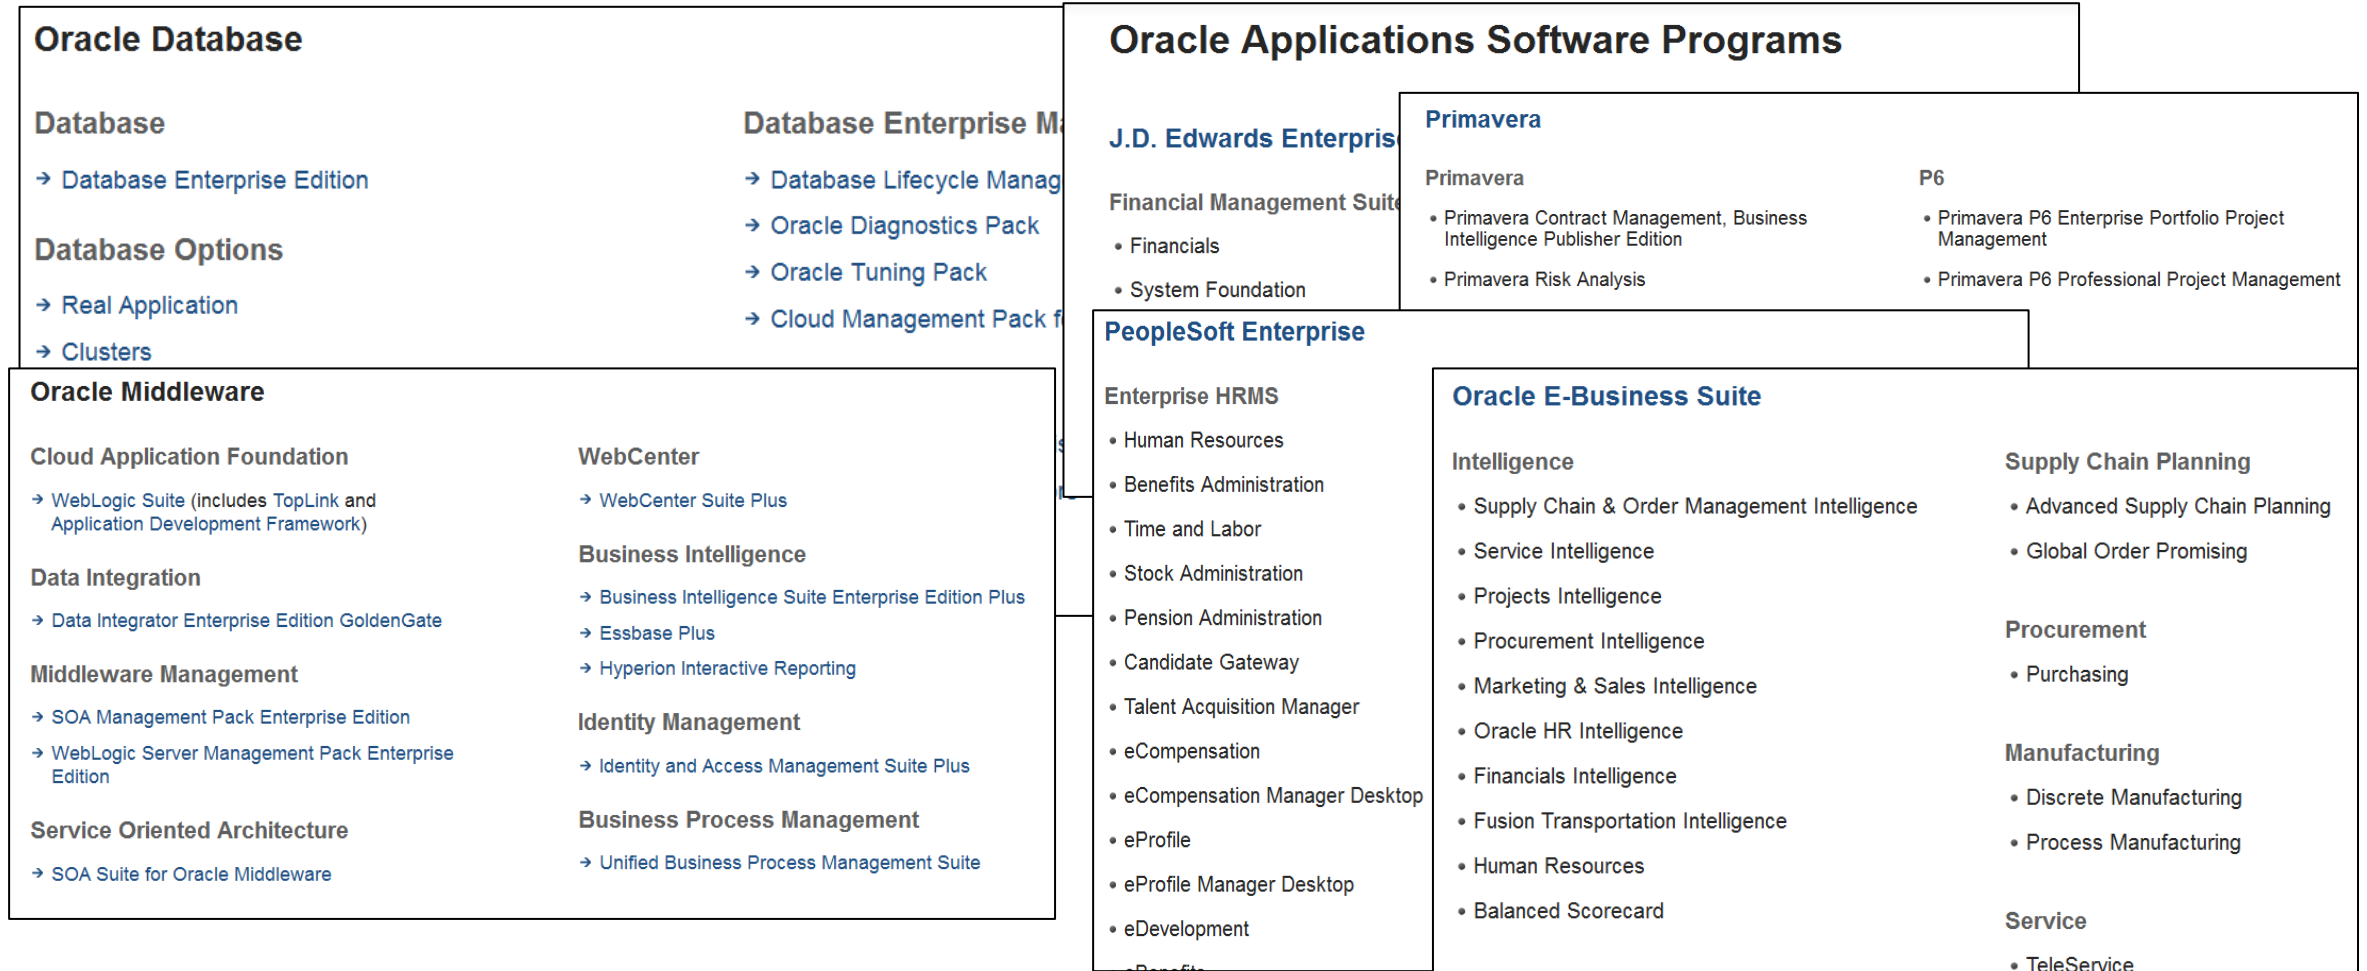 Oracle Database
Database
→ Database Enterprise Edition
Database Options
→ Real Application
→ Clusters
Database Enterprise
→ Database Lifecycle
→ Oracle Diagnostics Pack
→ Oracle Tuning Pack
→ Cloud Management Pack
Oracle Applications Software Programs
J.D. Edwards
Financial Management
• Financials
• System Foundation
Primavera
Primavera
• Primavera Contract Management, Business
Intelligence Publisher Edition
• Primavera Risk Analysis
P6
• Primavera P6 Enterprise Portfolio Project
Management
• Primavera P6 Professional Project Management
Oracle Middleware
Cloud Application Foundation
→ WebLogic Suite (includes TopLink and
Application Development Framework)
Data Integration
→ Data Integrator Enterprise Edition GoldenGate
Middleware Management
→ SOA Management Pack Enterprise Edition
→ WebLogic Server Management Pack Enterprise
Edition
Service Oriented Architecture
→ SOA Suite for Oracle Middleware
WebCenter
→ WebCenter Suite Plus
Business Intelligence
→ Business Intelligence Suite Enterprise Edition Plus
→ Essbase Plus
→ Hyperion Interactive Reporting
Identity Management
→ Identity and Access Management Suite Plus
Business Process Management
→ Unified Business Process Management Suite
PeopleSoft Enterprise
Enterprise HRMS
• Human Resources
• Benefits Administration
• Time and Labor
• Stock Administration
• Pension Administration
• Candidate Gateway
• Talent Acquisition Manager
• eCompensation
• eCompensation Manager Desktop
• eProfile
• eProfile Manager Desktop
• eDevelopment
Oracle E-Business Suite
Intelligence
• Supply Chain & Order Management Intelligence
• Service Intelligence
• Projects Intelligence
• Procurement Intelligence
• Marketing & Sales Intelligence
• Oracle HR Intelligence
• Financials Intelligence
• Fusion Transportation Intelligence
• Human Resources
• Balanced Scorecard
Supply Chain Planning
• Advanced Supply Chain Planning
• Global Order Promising
Procurement
• Purchasing
Manufacturing
• Discrete Manufacturing
• Process Manufacturing
Service
• TeleService